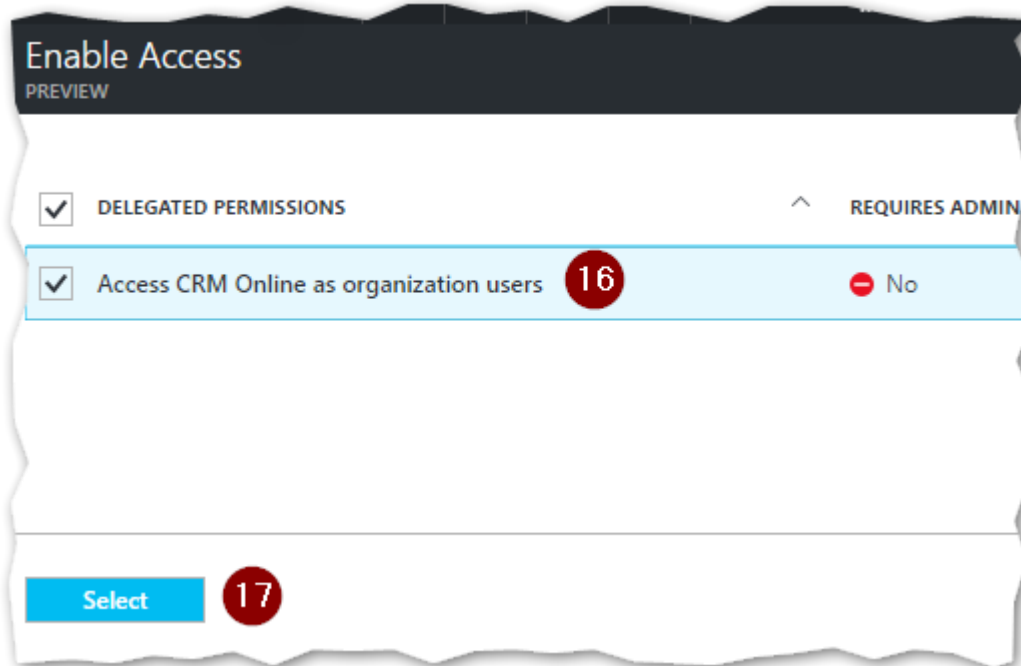 Enable Access
PREVIEW
DELEGATED PERMISSIONS REQUIRES ADMIN
Access CRM Online as organization users 16 No
Select 17